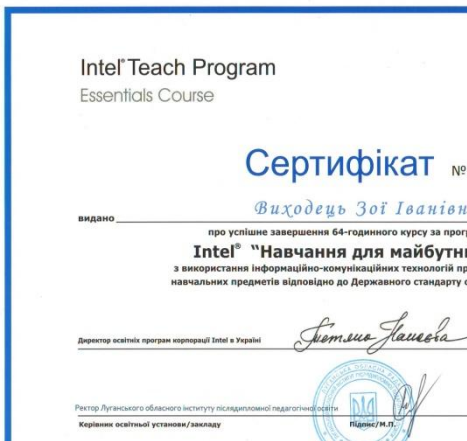 Intel® Teach Program
Essentials Course
Сертифікат №
видано Виходець Зої Іванівн
про успішне завершення 64-годинного курсу за прогр
Intel® “Навчання для майбутн
з використання інформаційно-комунікаційних технологій пр
навчальних предметів відповідно до Державного стандарту
Директор освітніх програм корпорації Intel в Україні
Ректор Луганського обласного інституту післядипломної педагогічної освіти
Керівник освітньої установи/закладу
Підпис/М.П.